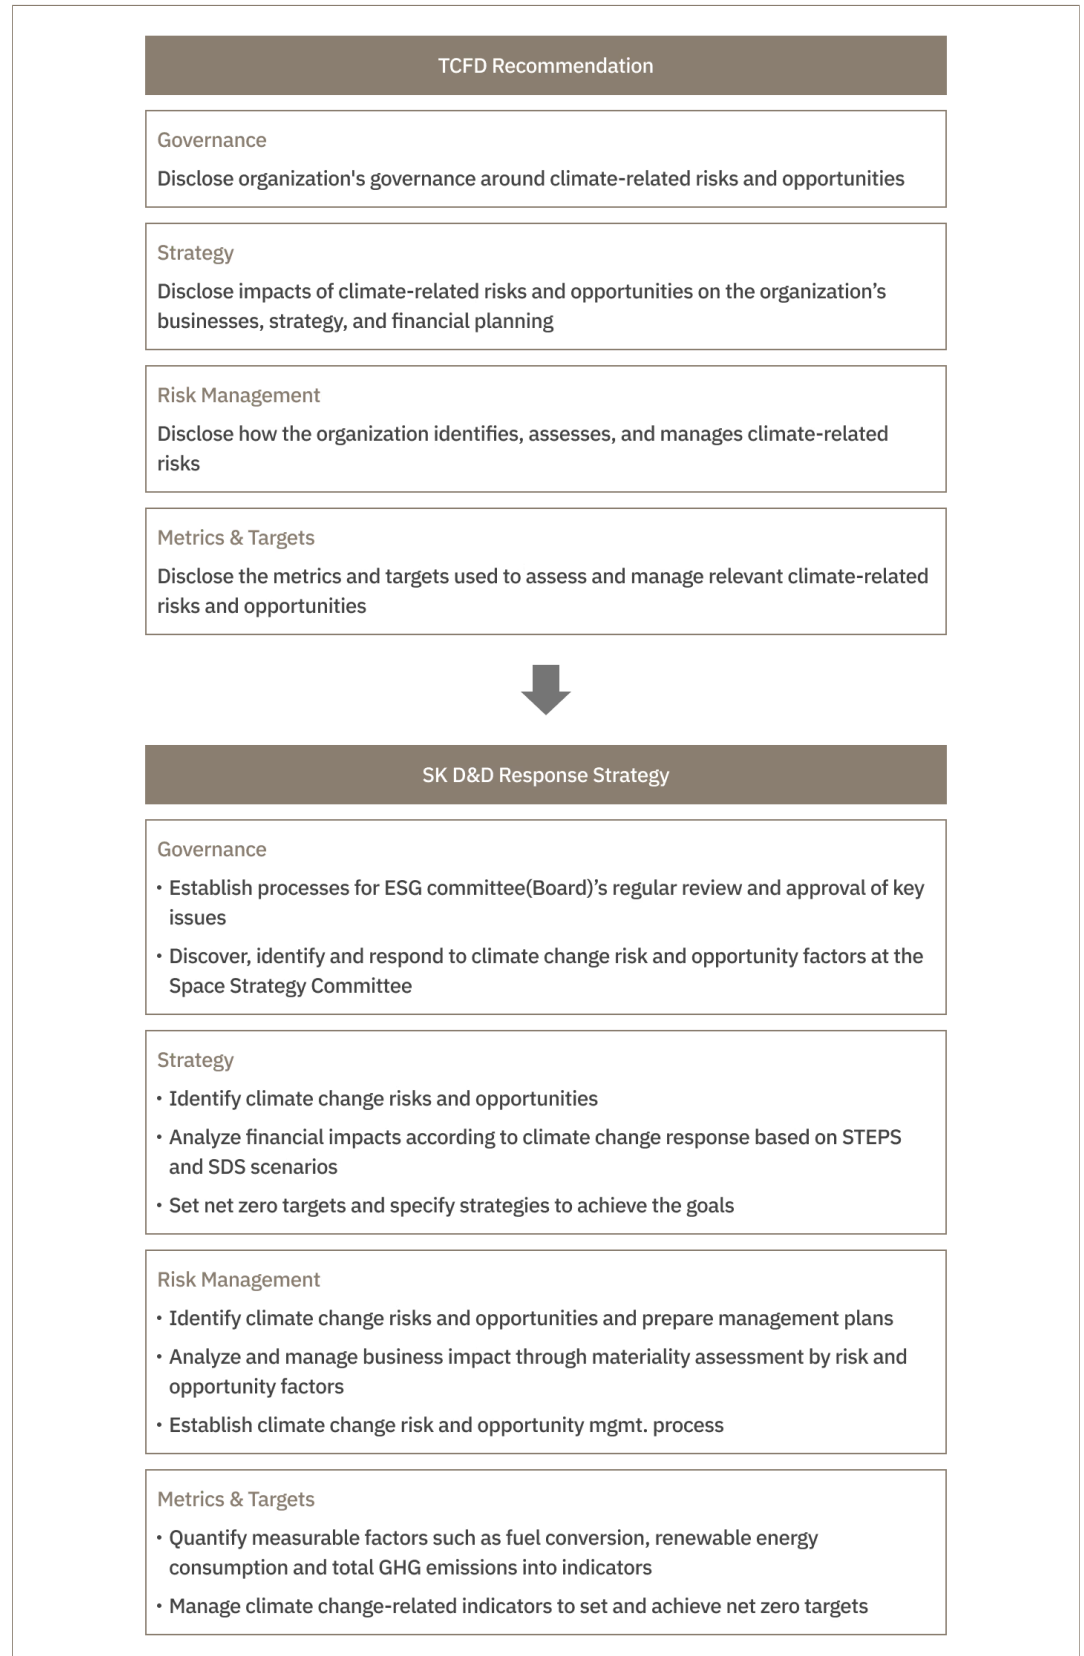 TCFD Recommendation
Governance
Disclose organization's governance around climate-related risks and opportunities
Strategy
Disclose impacts of climate-related risks and opportunities on the organization’s
businesses, strategy, and financial planning
Risk Management
Disclose how the organization identifies, assesses, and manages climate-related
risks
Metrics & Targets
Disclose the metrics and targets used to assess and manage relevant climate-related
risks and opportunities
SK D&D Response Strategy
Governance
· Establish processes for ESG committee(Board)’s regular review and approval of key
issues
· Discover, identify and respond to climate change risk and opportunity factors at the
Space Strategy Committee
Strategy
· Identify climate change risks and opportunities
· Analyze financial impacts according to climate change response based on STEPS
and SDS scenarios
· Set net zero targets and specify strategies to achieve the goals
Risk Management
· Identify climate change risks and opportunities and prepare management plans
· Analyze and manage business impact through materiality assessment by risk and
opportunity factors
· Establish climate change risk and opportunity mgmt. process
Metrics & Targets
· Quantify measurable factors such as fuel conversion, renewable energy
consumption and total GHG emissions into indicators
· Manage climate change-related indicators to set and achieve net zero targets